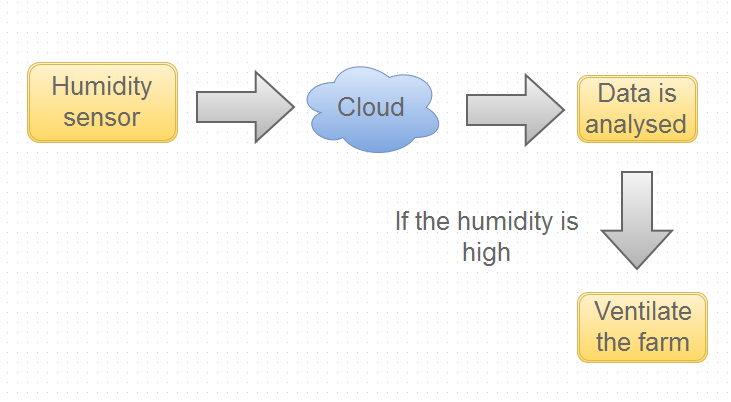 Humidity
sensor
Cloud
Data is
analysed
If the humidity is
high
Ventilate
the farm